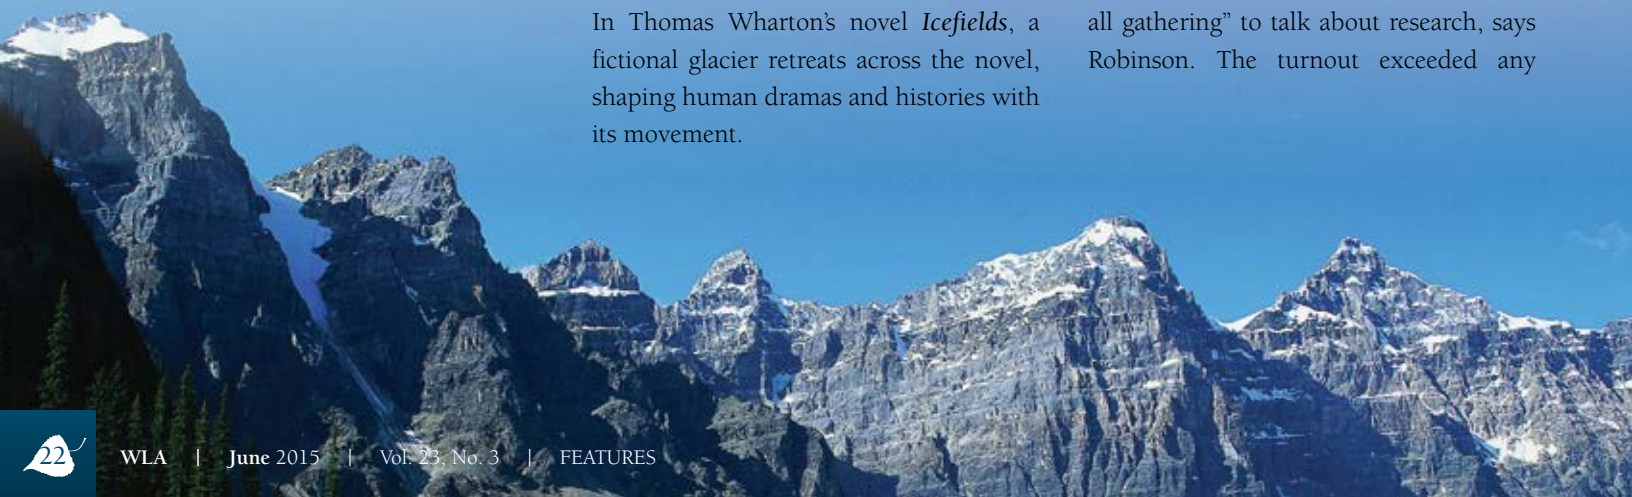 In Thomas Wharton's novel Icefields, a
fictional glacier retreats across the novel,
shaping human dramas and histories with
its movement.
all gathering” to talk about research, says
Robinson. The turnout exceeded any
22 WLA | June 2015 | Vol. 23, No. 3 | FEATURES